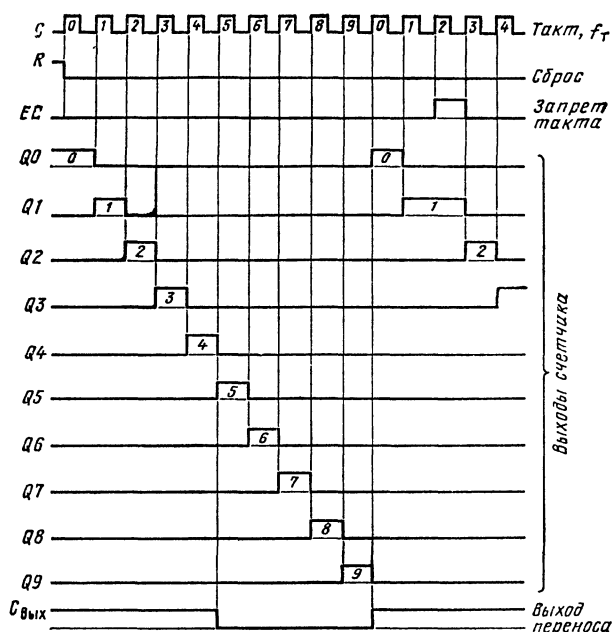 C 0 1 2 3 4 5 6 7 8 9 0 1 2 3 4 Такт, fт
R Сброс
EC Запрет
такта
Q0 0 0
Q1 1 1
Q2 2 2
Q3 3
Q4 4
Q5 5
Q6 6
Q7 7
Q8 8
Q9 9
Выходы счетчика
Cвых Выход
переноса